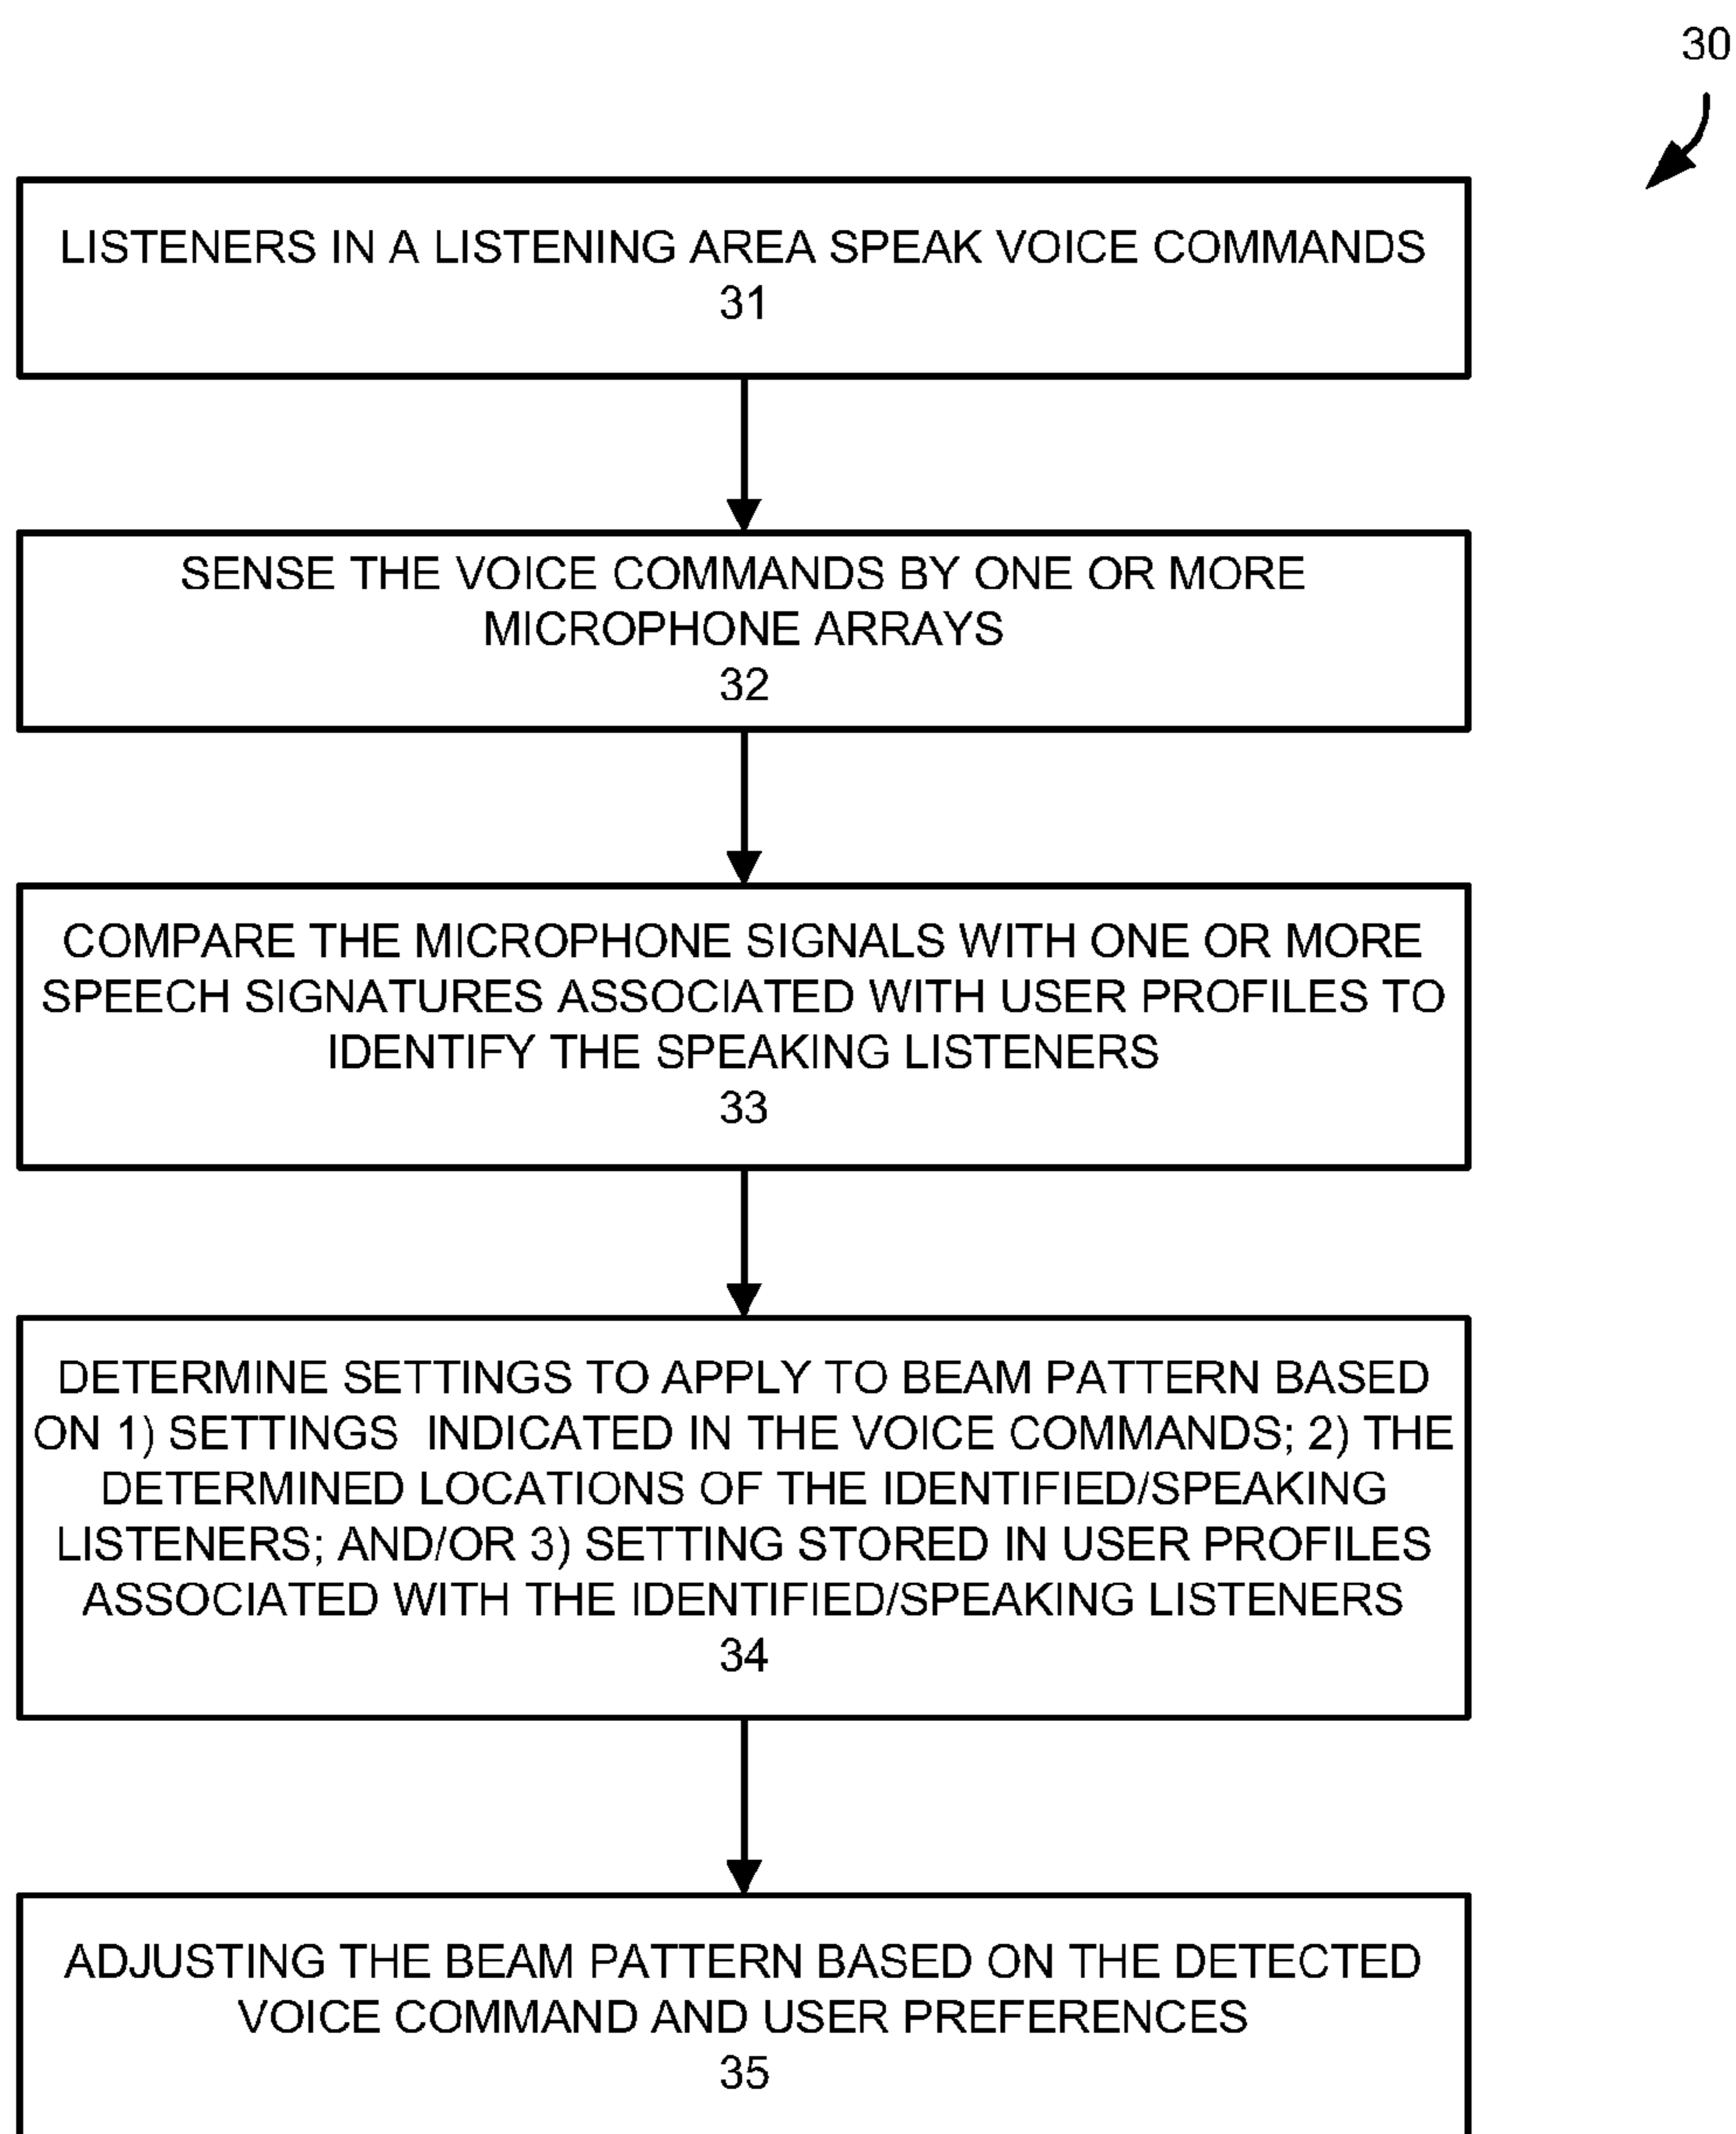 30
LISTENERS IN A LISTENING AREA SPEAK VOICE COMMANDS
31
SENSE THE VOICE COMMANDS BY ONE OR MORE
MICROPHONE ARRAYS
32
COMPARE THE MICROPHONE SIGNALS WITH ONE OR MORE
SPEECH SIGNATURES ASSOCIATED WITH USER PROFILES TO
IDENTIFY THE SPEAKING LISTENERS
33
DETERMINE SETTINGS TO APPLY TO BEAM PATTERN BASED
ON 1) SETTINGS INDICATED IN THE VOICE COMMANDS; 2) THE
DETERMINED LOCATIONS OF THE IDENTIFIED/SPEAKING
LISTENERS; AND/OR 3) SETTING STORED IN USER PROFILES
ASSOCIATED WITH THE IDENTIFIED/SPEAKING LISTENERS
34
ADJUSTING THE BEAM PATTERN BASED ON THE DETECTED
VOICE COMMAND AND USER PREFERENCES
35